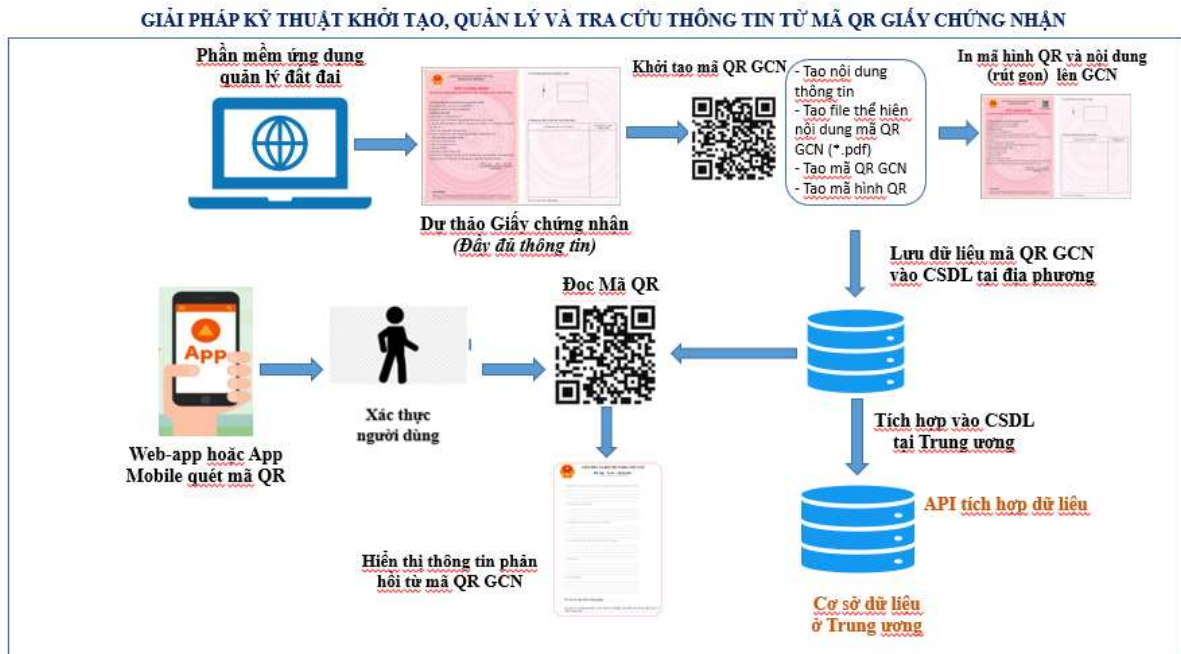 GIẢI PHÁP KỸ THUẬT KHỞI TẠO, QUẢN LÝ VÀ TRA CỨU THÔNG TIN TỪ MÃ QR GIẤY CHỨNG NHẬN
Phần mềm ứng dụng
quản lý đất đai
Dự thảo Giấy chứng nhận
(Đầy đủ thông tin)
Khởi tạo mã QR GCN
- Tạo nội dung
thông tin
- Tạo file thể hiện
nội dung mã QR
GCN (*.pdf)
- Tạo mã QR GCN
- Tạo mã hình QR
In mã hình QR và nội dung
(rút gọn) lên GCN
Lưu dữ liệu mã QR GCN
vào CSDL tại địa phương
App
Web-app hoặc App
Mobile quét mã QR
Xác thực
người dùng
Đọc Mã QR
Hiển thị thông tin phản
hồi từ mã QR GCN
Tích hợp vào CSDL
tại Trung ương
API tích hợp dữ liệu
Cơ sở dữ liệu
ở Trung ương